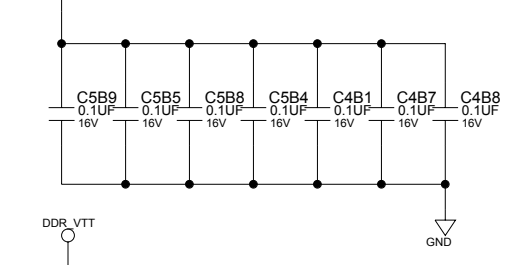 C5B9 C5B5 C5B8 C5B4 C4B1 C4B7 C4B8
0.1UF 0.1UF 0.1UF 0.1UF 0.1UF 0.1UF 0.1UF
16V 16V 16V 16V 16V 16V 16V
DDR_VTT
GND